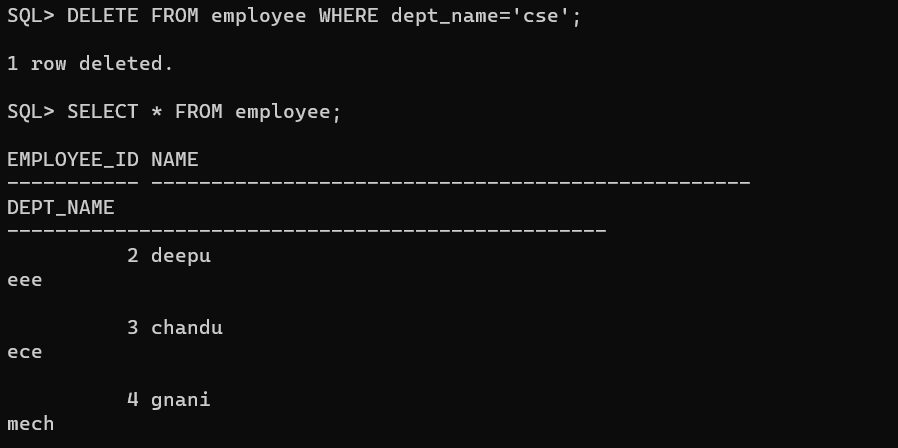 SQL> DELETE FROM employee WHERE dept_name='cse';
1 row deleted.
SQL> SELECT * FROM employee;
EMPLOYEE_ID NAME
----------- --------------------------------------------------
DEPT_NAME
--------------------------------------------------
          2 deepu
eee
          3 chandu
ece
          4 gnani
mech